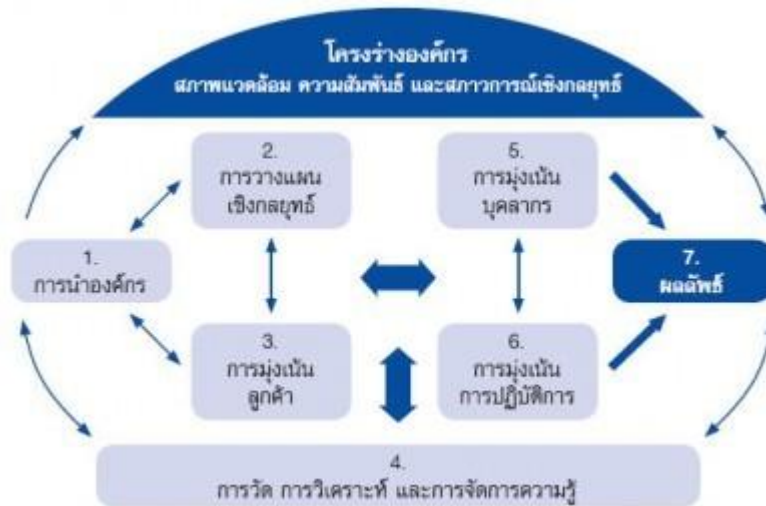 โครงร่างองค์กร
สภาพแวดล้อม ความสัมพันธ์ และสภาวการณ์เชิงกลยุทธ์
2.
การวางแผน
เชิงกลยุทธ์
5.
การมุ่งเน้น
บุคลากร
1.
การนำองค์กร
7.
ผลลัพธ์
3.
การมุ่งเน้น
ลูกค้า
6.
การมุ่งเน้น
การปฏิบัติการ
4.
การวัด การวิเคราะห์ และการจัดการความรู้